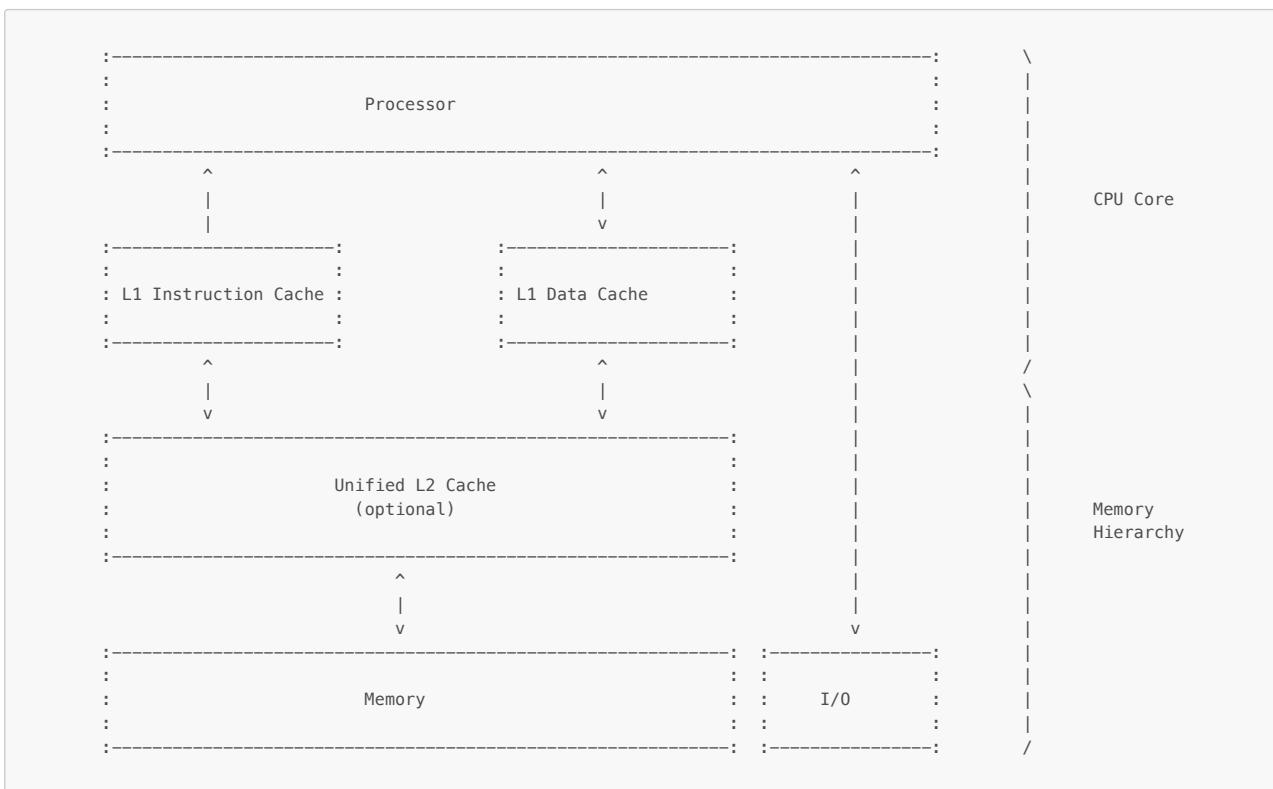 Processor
CPU Core
L1 Instruction Cache
L1 Data Cache
Unified L2 Cache
(optional)
Memory
Hierarchy
Memory
I/O